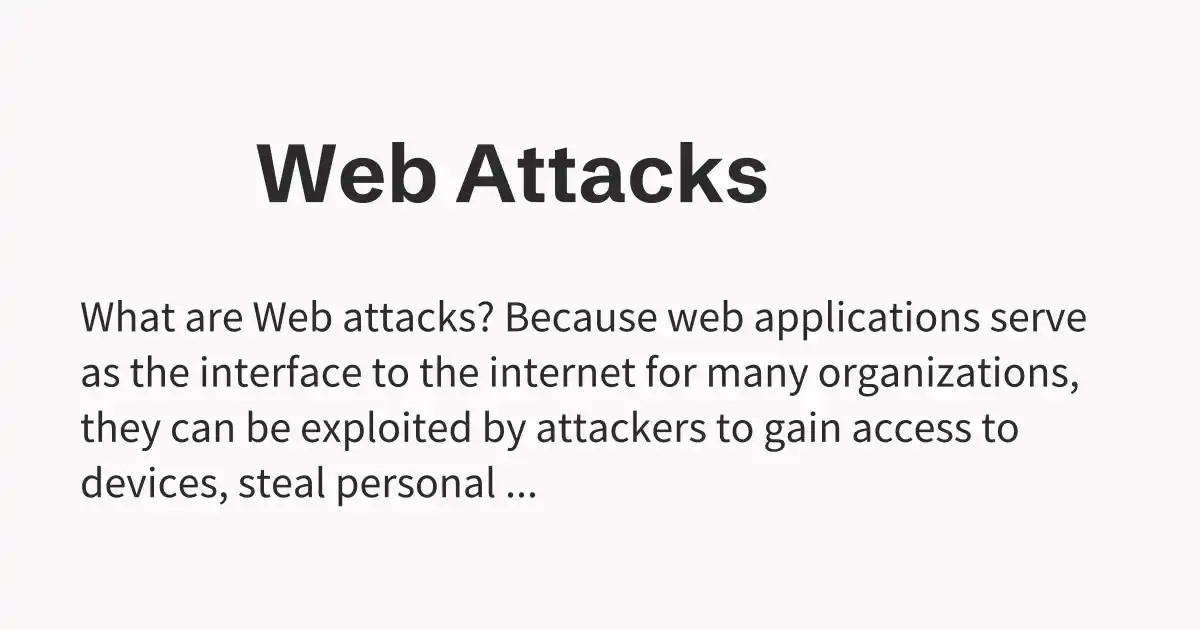 Web Attacks
What are Web attacks? Because web applications serve
as the interface to the internet for many organizations,
they can be exploited by attackers to gain access to
devices, steal personal ...